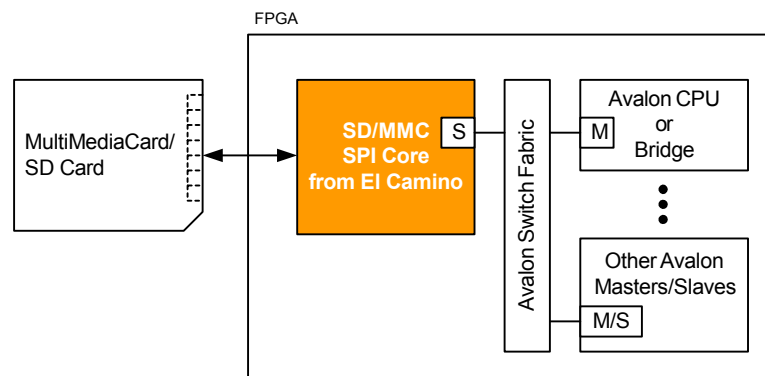 FPGA
MultiMediaCard/
SD Card
SD/MMC
SPI Core
from El Camino
S
Avalon Switch Fabric
Avalon CPU
or
Bridge
M
Other Avalon
Masters/Slaves
M/S